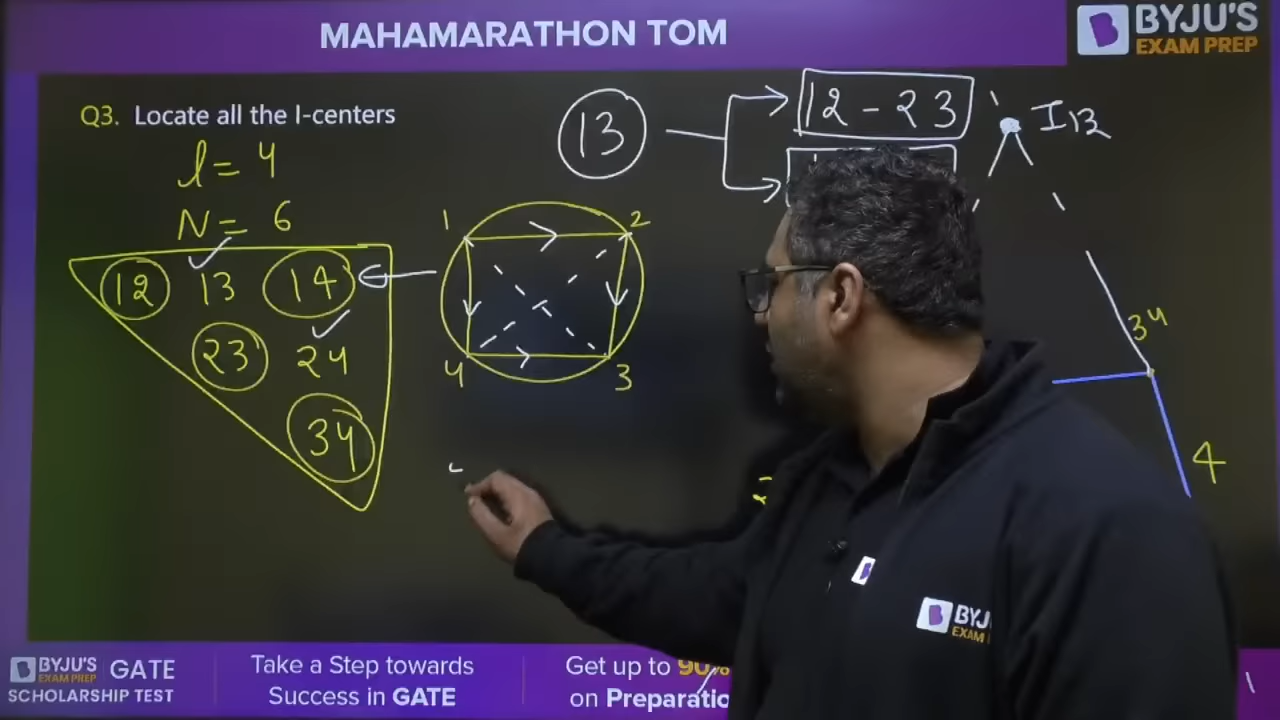 MAHAMARATHON TOM
BYJU'S
EXAM PREP
Q3. Locate all the I-centers
l = 4
N = 6
12 13 14
23 24
34
1 2
4 3
13
12 - 23
I13
34
4
BYJU'S
EXAM PREP
GATE
SCHOLARSHIP TEST
Take a Step towards
Success in GATE
Get up to 90%
on Preparatio
BYJ
EXAM